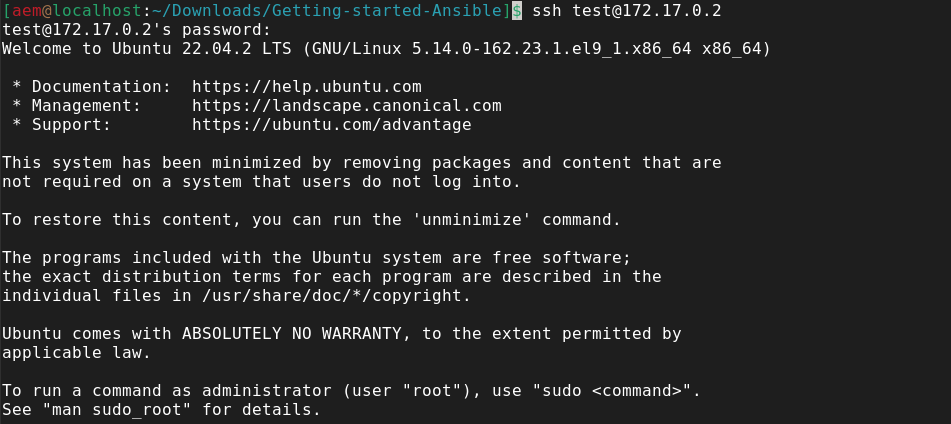 [aem@localhost:~/Downloads/Getting-started-Ansible]$ ssh test@172.17.0.2
test@172.17.0.2's password:
Welcome to Ubuntu 22.04.2 LTS (GNU/Linux 5.14.0-162.23.1.el9_1.x86_64 x86_64)
* Documentation:  https://help.ubuntu.com
* Management:     https://landscape.canonical.com
* Support:        https://ubuntu.com/advantage
This system has been minimized by removing packages and content that are
not required on a system that users do not log into.
To restore this content, you can run the 'unminimize' command.
The programs included with the Ubuntu system are free software;
the exact distribution terms for each program are described in the
individual files in /usr/share/doc/*/copyright.
Ubuntu comes with ABSOLUTELY NO WARRANTY, to the extent permitted by
applicable law.
To run a command as administrator (user "root"), use "sudo <command>".
See "man sudo_root" for details.